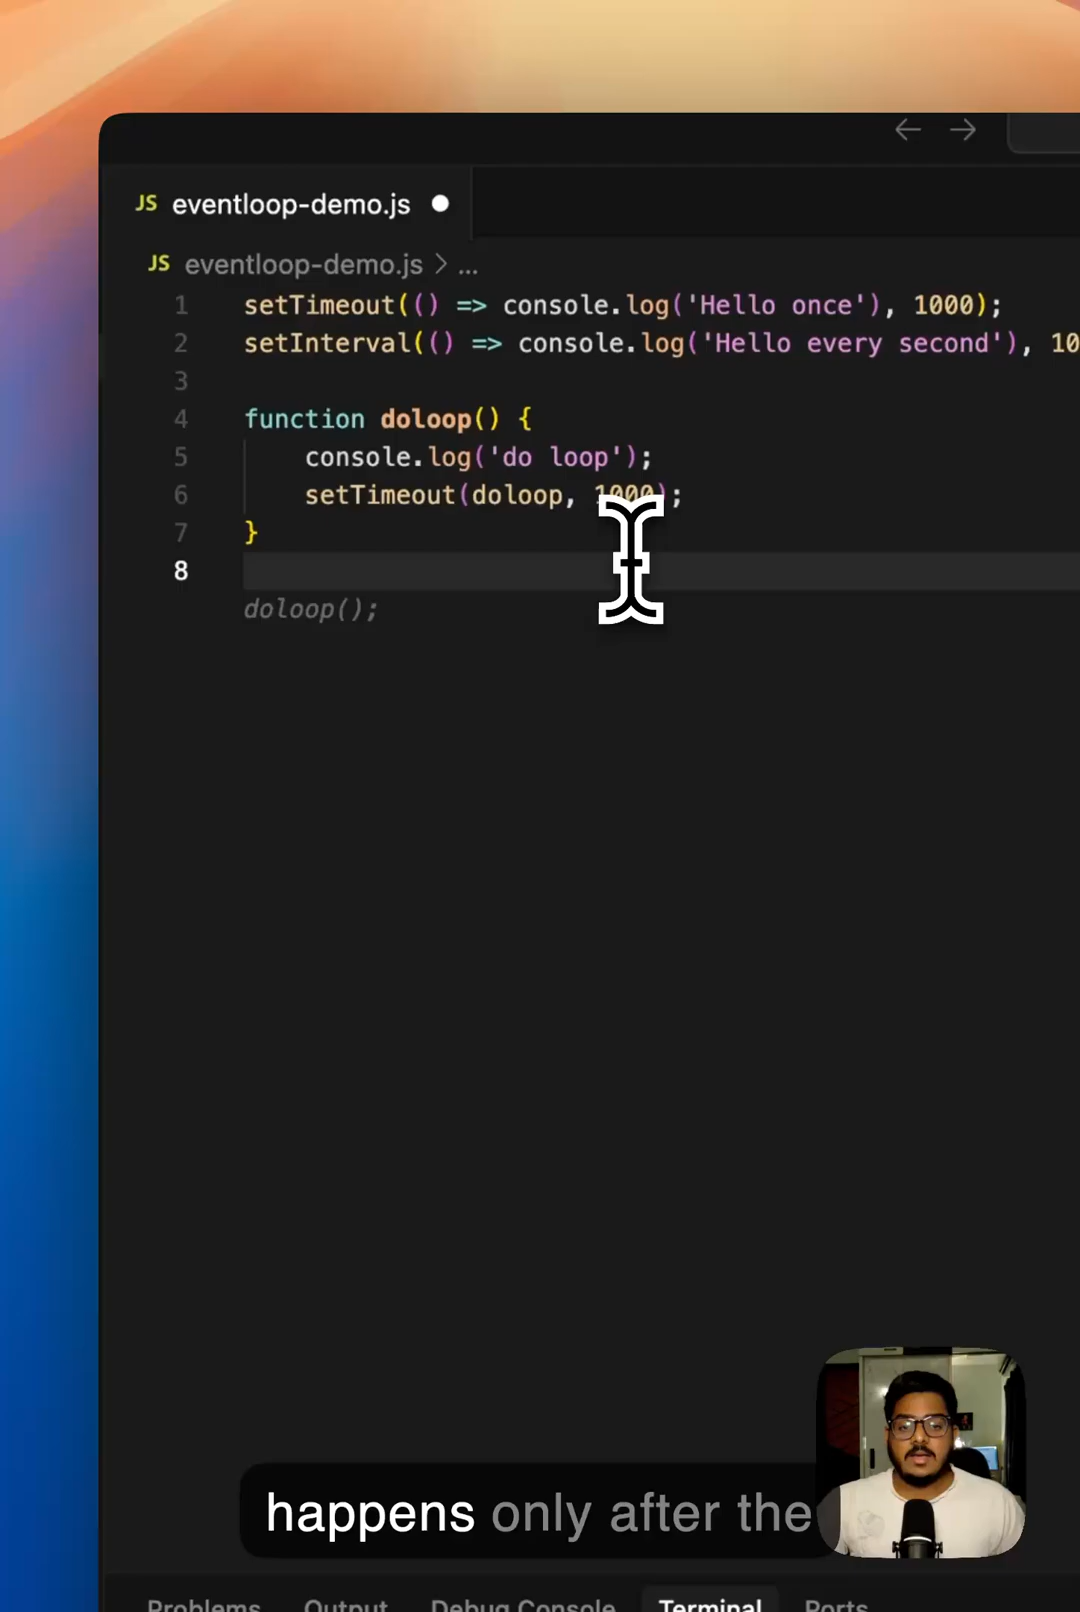 JS eventloop-demo.js
JS eventloop-demo.js > ...
1 setTimeout(() => console.log('Hello once'), 1000);
2 setInterval(() => console.log('Hello every second'), 10
3
4 function doloop() {
5 console.log('do loop');
6 setTimeout(doloop, 1000);
7 }
8
doloop();
happens only after the
Problems Output Debug Console Terminal Ports